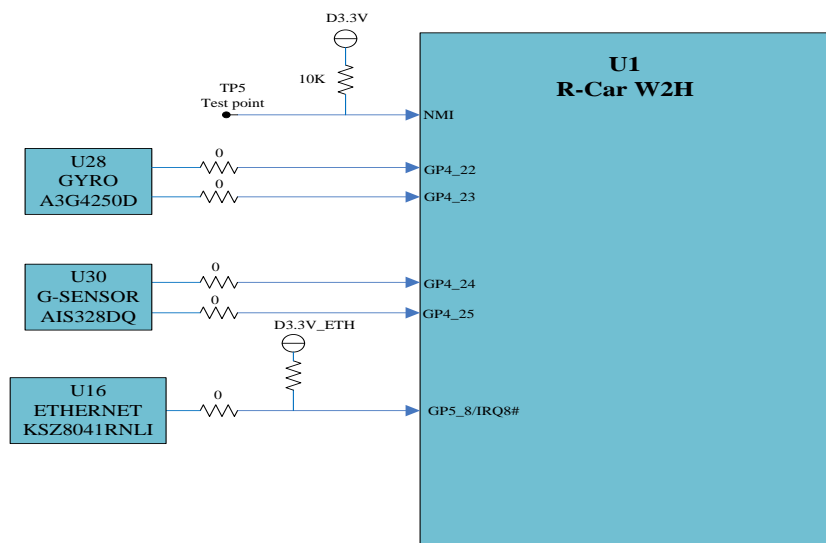 D3.3V
U1
R-Car W2H
10K
TP5
Test point
NMI
U28
GYRO
A3G4250D
0
GP4_22
0
GP4_23
U30
G-SENSOR
AIS328DQ
0
GP4_24
0
GP4_25
D3.3V_ETH
U16
ETHERNET
KSZ8041RNLI
0
GP5_8/IRQ8#